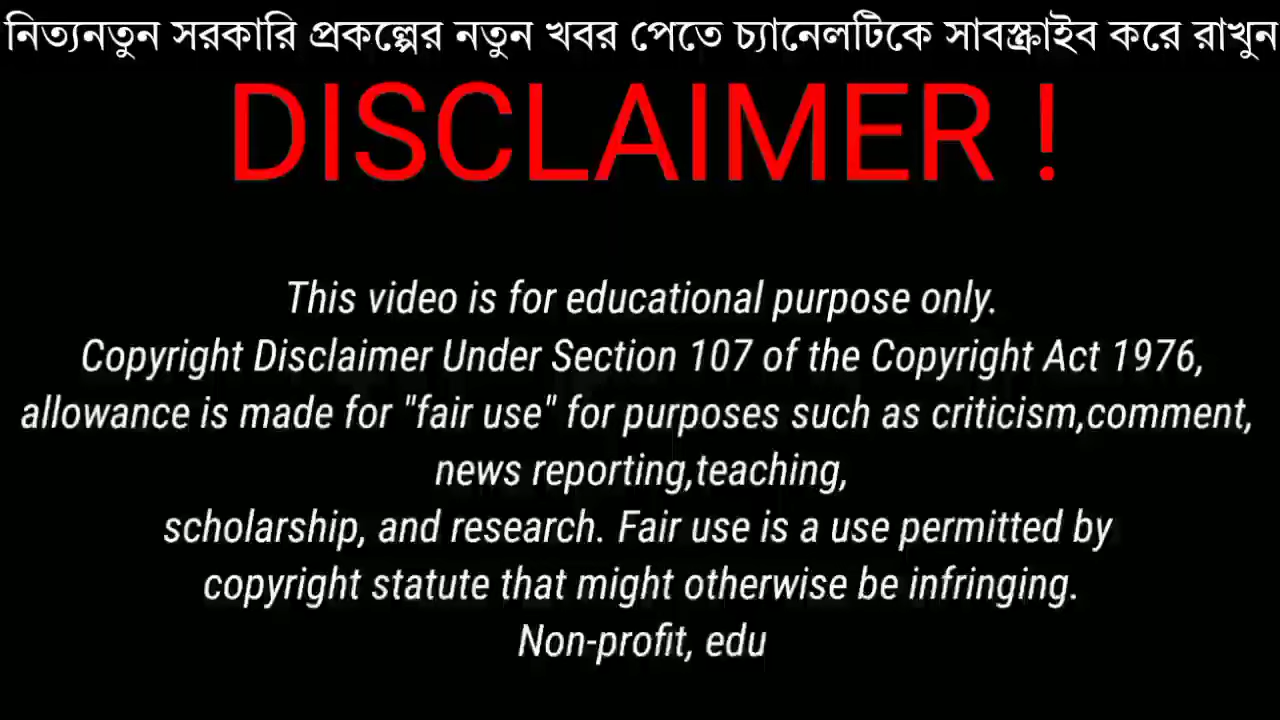 নিত্যনতুন সরকারি প্রকল্পের নতুন খবর পেতে চ্যানেলটিকে সাবস্ক্রাইব করে রাখুন
DISCLAIMER !
This video is for educational purpose only.
Copyright Disclaimer Under Section 107 of the Copyright Act 1976,
allowance is made for "fair use" for purposes such as criticism,comment,
news reporting,teaching,
scholarship, and research. Fair use is a use permitted by
copyright statute that might otherwise be infringing.
Non-profit, edu